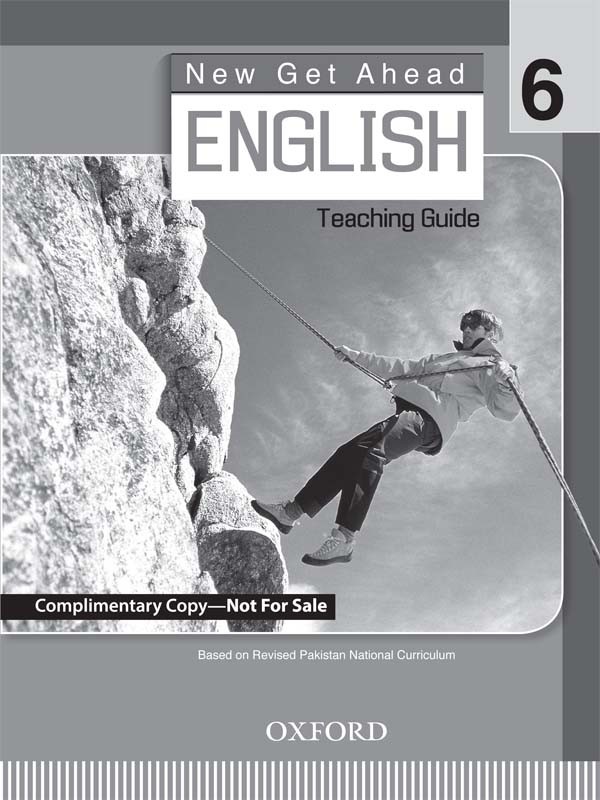 New Get Ahead
6
ENGLISH
Teaching Guide
Complimentary Copy—Not For Sale
Based on Revised Pakistan National Curriculum
OXFORD